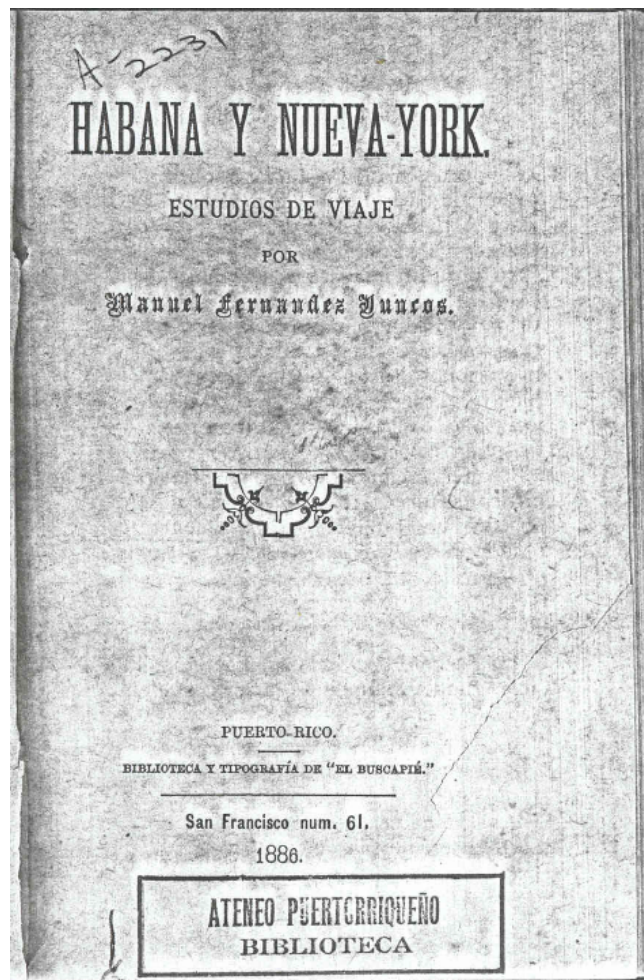 A-2231
HABANA Y NUEVA-YORK.
ESTUDIOS DE VIAJE
POR
Manuel Fernandez Juncos.
PUERTO-RICO.
BIBLIOTECA Y TIPOGRAFÍA DE "EL BUSCAPIÉ."
San Francisco num. 61.
1886.
ATENEO PUERTORRIQUEÑO
BIBLIOTECA